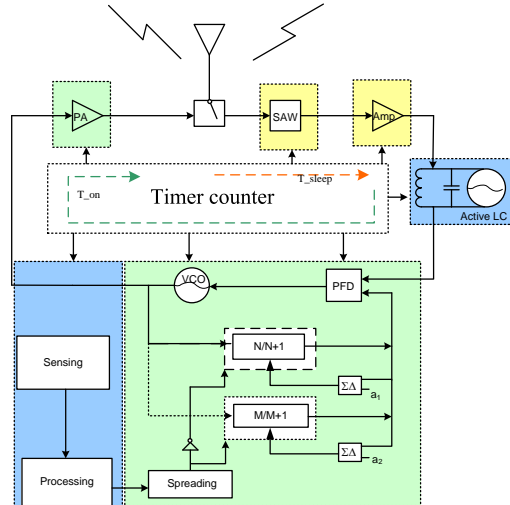 PA
SAW
Amp
T_on
T_sleep
Timer counter
Active LC
VCO
PFD
Sensing
N/N+1
ΣΔ
a1
M/M+1
ΣΔ
a2
Processing
Spreading